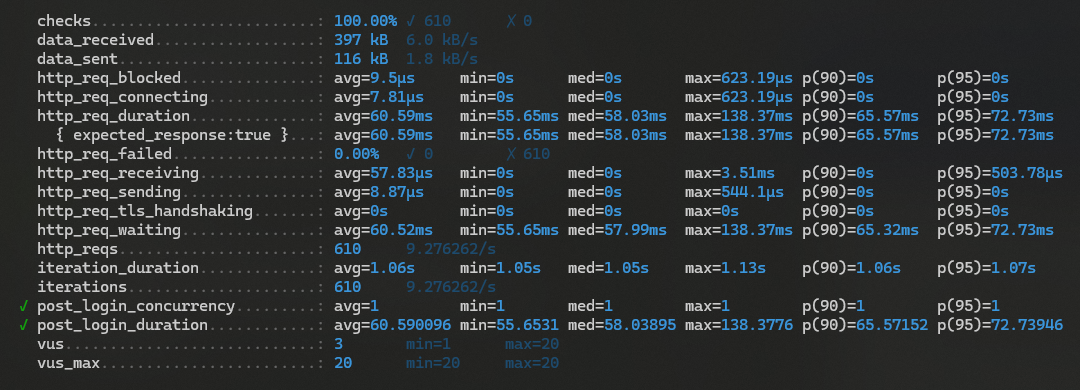 checks.........................: 100.00% ✓ 610 ✗ 0
data_received..................: 397 kB 6.0 kB/s
data_sent......................: 116 kB 1.8 kB/s
http_req_blocked...............: avg=9.5µs min=0s med=0s max=623.19µs p(90)=0s p(95)=0s
http_req_connecting............: avg=7.81µs min=0s med=0s max=623.19µs p(90)=0s p(95)=0s
http_req_duration..............: avg=60.59ms min=55.65ms med=58.03ms max=138.37ms p(90)=65.57ms p(95)=72.73ms
{ expected_response:true }...: avg=60.59ms min=55.65ms med=58.03ms max=138.37ms p(90)=65.57ms p(95)=72.73ms
http_req_failed................: 0.00% ✓ 0 ✗ 610
http_req_receiving.............: avg=57.83µs min=0s med=0s max=3.51ms p(90)=0s p(95)=503.78µs
http_req_sending...............: avg=8.87µs min=0s med=0s max=544.1µs p(90)=0s p(95)=0s
http_req_tls_handshaking.......: avg=0s min=0s med=0s max=0s p(90)=0s p(95)=0s
http_req_waiting...............: avg=60.52ms min=55.65ms med=57.99ms max=138.37ms p(90)=65.32ms p(95)=72.73ms
http_reqs......................: 610 9.276262/s
iteration_duration.............: avg=1.06s min=1.05s med=1.05s max=1.13s p(90)=1.06s p(95)=1.07s
iterations.....................: 610 9.276262/s
✓ post_login_concurrency.........: avg=1 min=1 med=1 max=1 p(90)=1 p(95)=1
✓ post_login_duration............: avg=60.590096 min=55.6531 med=58.03895 max=138.3776 p(90)=65.57152 p(95)=72.73946
vus............................: 3 min=1 max=20
vus_max........................: 20 min=20 max=20